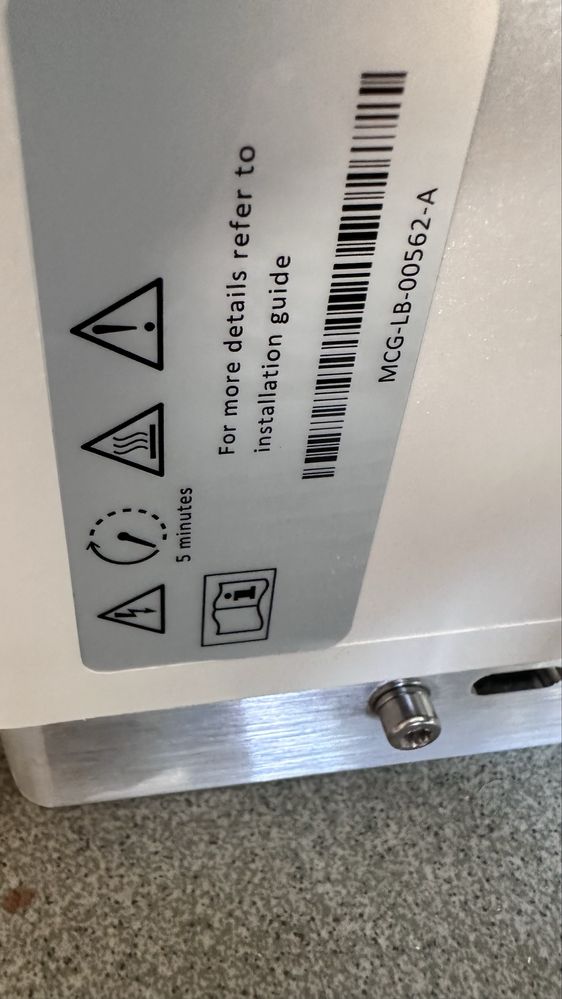 5 minutes
For more details refer to
installation guide
MCG-LB-00562-A